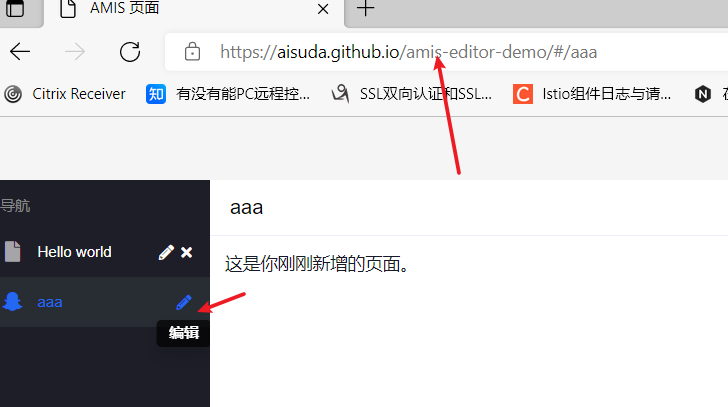 AMIS 页面
https://aisuda.github.io/amis-editor-demo/#/aaa
Citrix Receiver
知
有没有能PC远程控...
SSL双向认证和SSL...
C
Istio组件日志与请...
N
导航
aaa
Hello world
这是你刚刚新增的页面。
aaa
编辑